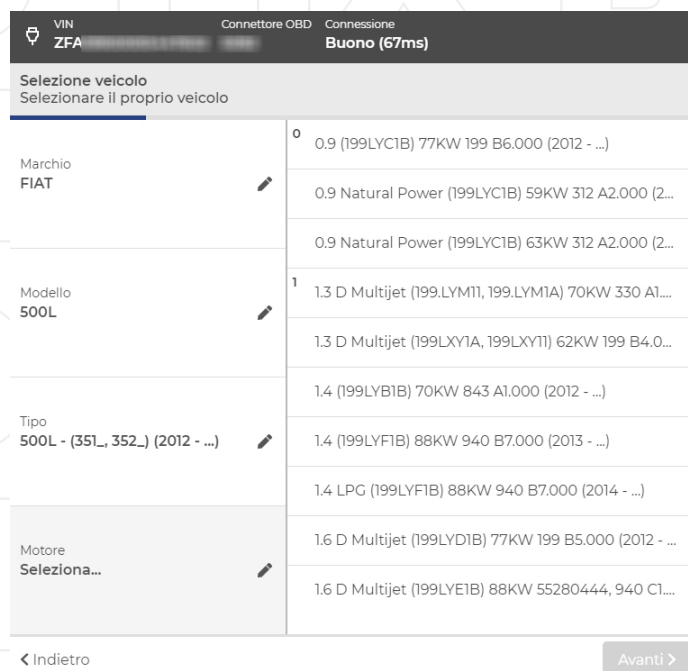 VIN
ZFA
Connettore OBD
Connessione
Buono (67ms)
Selezione veicolo
Selezionare il proprio veicolo
Marchio
FIAT
Modello
500L
Tipo
500L - (351_, 352_) (2012 - ...)
Motore
Seleziona...
0
0.9 (199LYC1B) 77KW 199 B6.000 (2012 - ...)
0.9 Natural Power (199LYC1B) 59KW 312 A2.000 (2...
0.9 Natural Power (199LYC1B) 63KW 312 A2.000 (2...
1
1.3 D Multijet (199.LYM11, 199.LYM1A) 70KW 330 A1....
1.3 D Multijet (199LXY1A, 199LXY11) 62KW 199 B4.0...
1.4 (199LYB1B) 70KW 843 A1.000 (2012 - ...)
1.4 (199LYF1B) 88KW 940 B7.000 (2013 - ...)
1.4 LPG (199LYF1B) 88KW 940 B7.000 (2014 - ...)
1.6 D Multijet (199LYD1B) 77KW 199 B5.000 (2012 - ...
1.6 D Multijet (199LYE1B) 88KW 55280444, 940 C1....
Indietro
Avanti